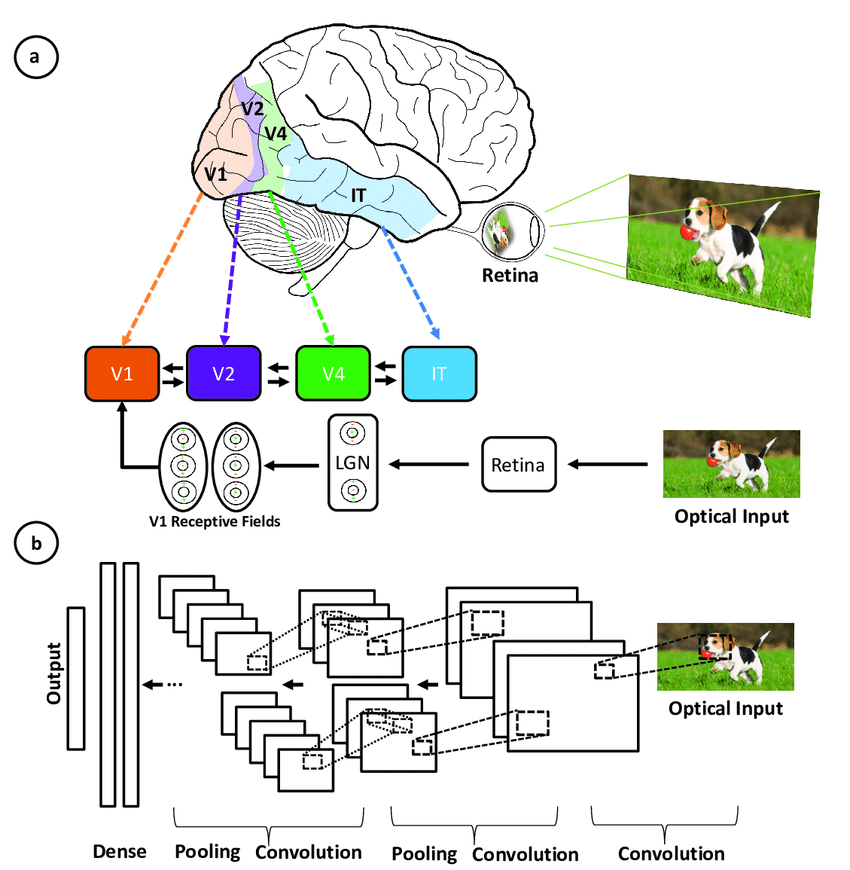 a
V2
V4
V1
IT
Retina
V1
V2
V4
IT
LGN
Retina
V1 Receptive Fields
Optical Input
b
Output
...
Optical Input
Dense
Pooling
Convolution
Pooling
Convolution
Convolution